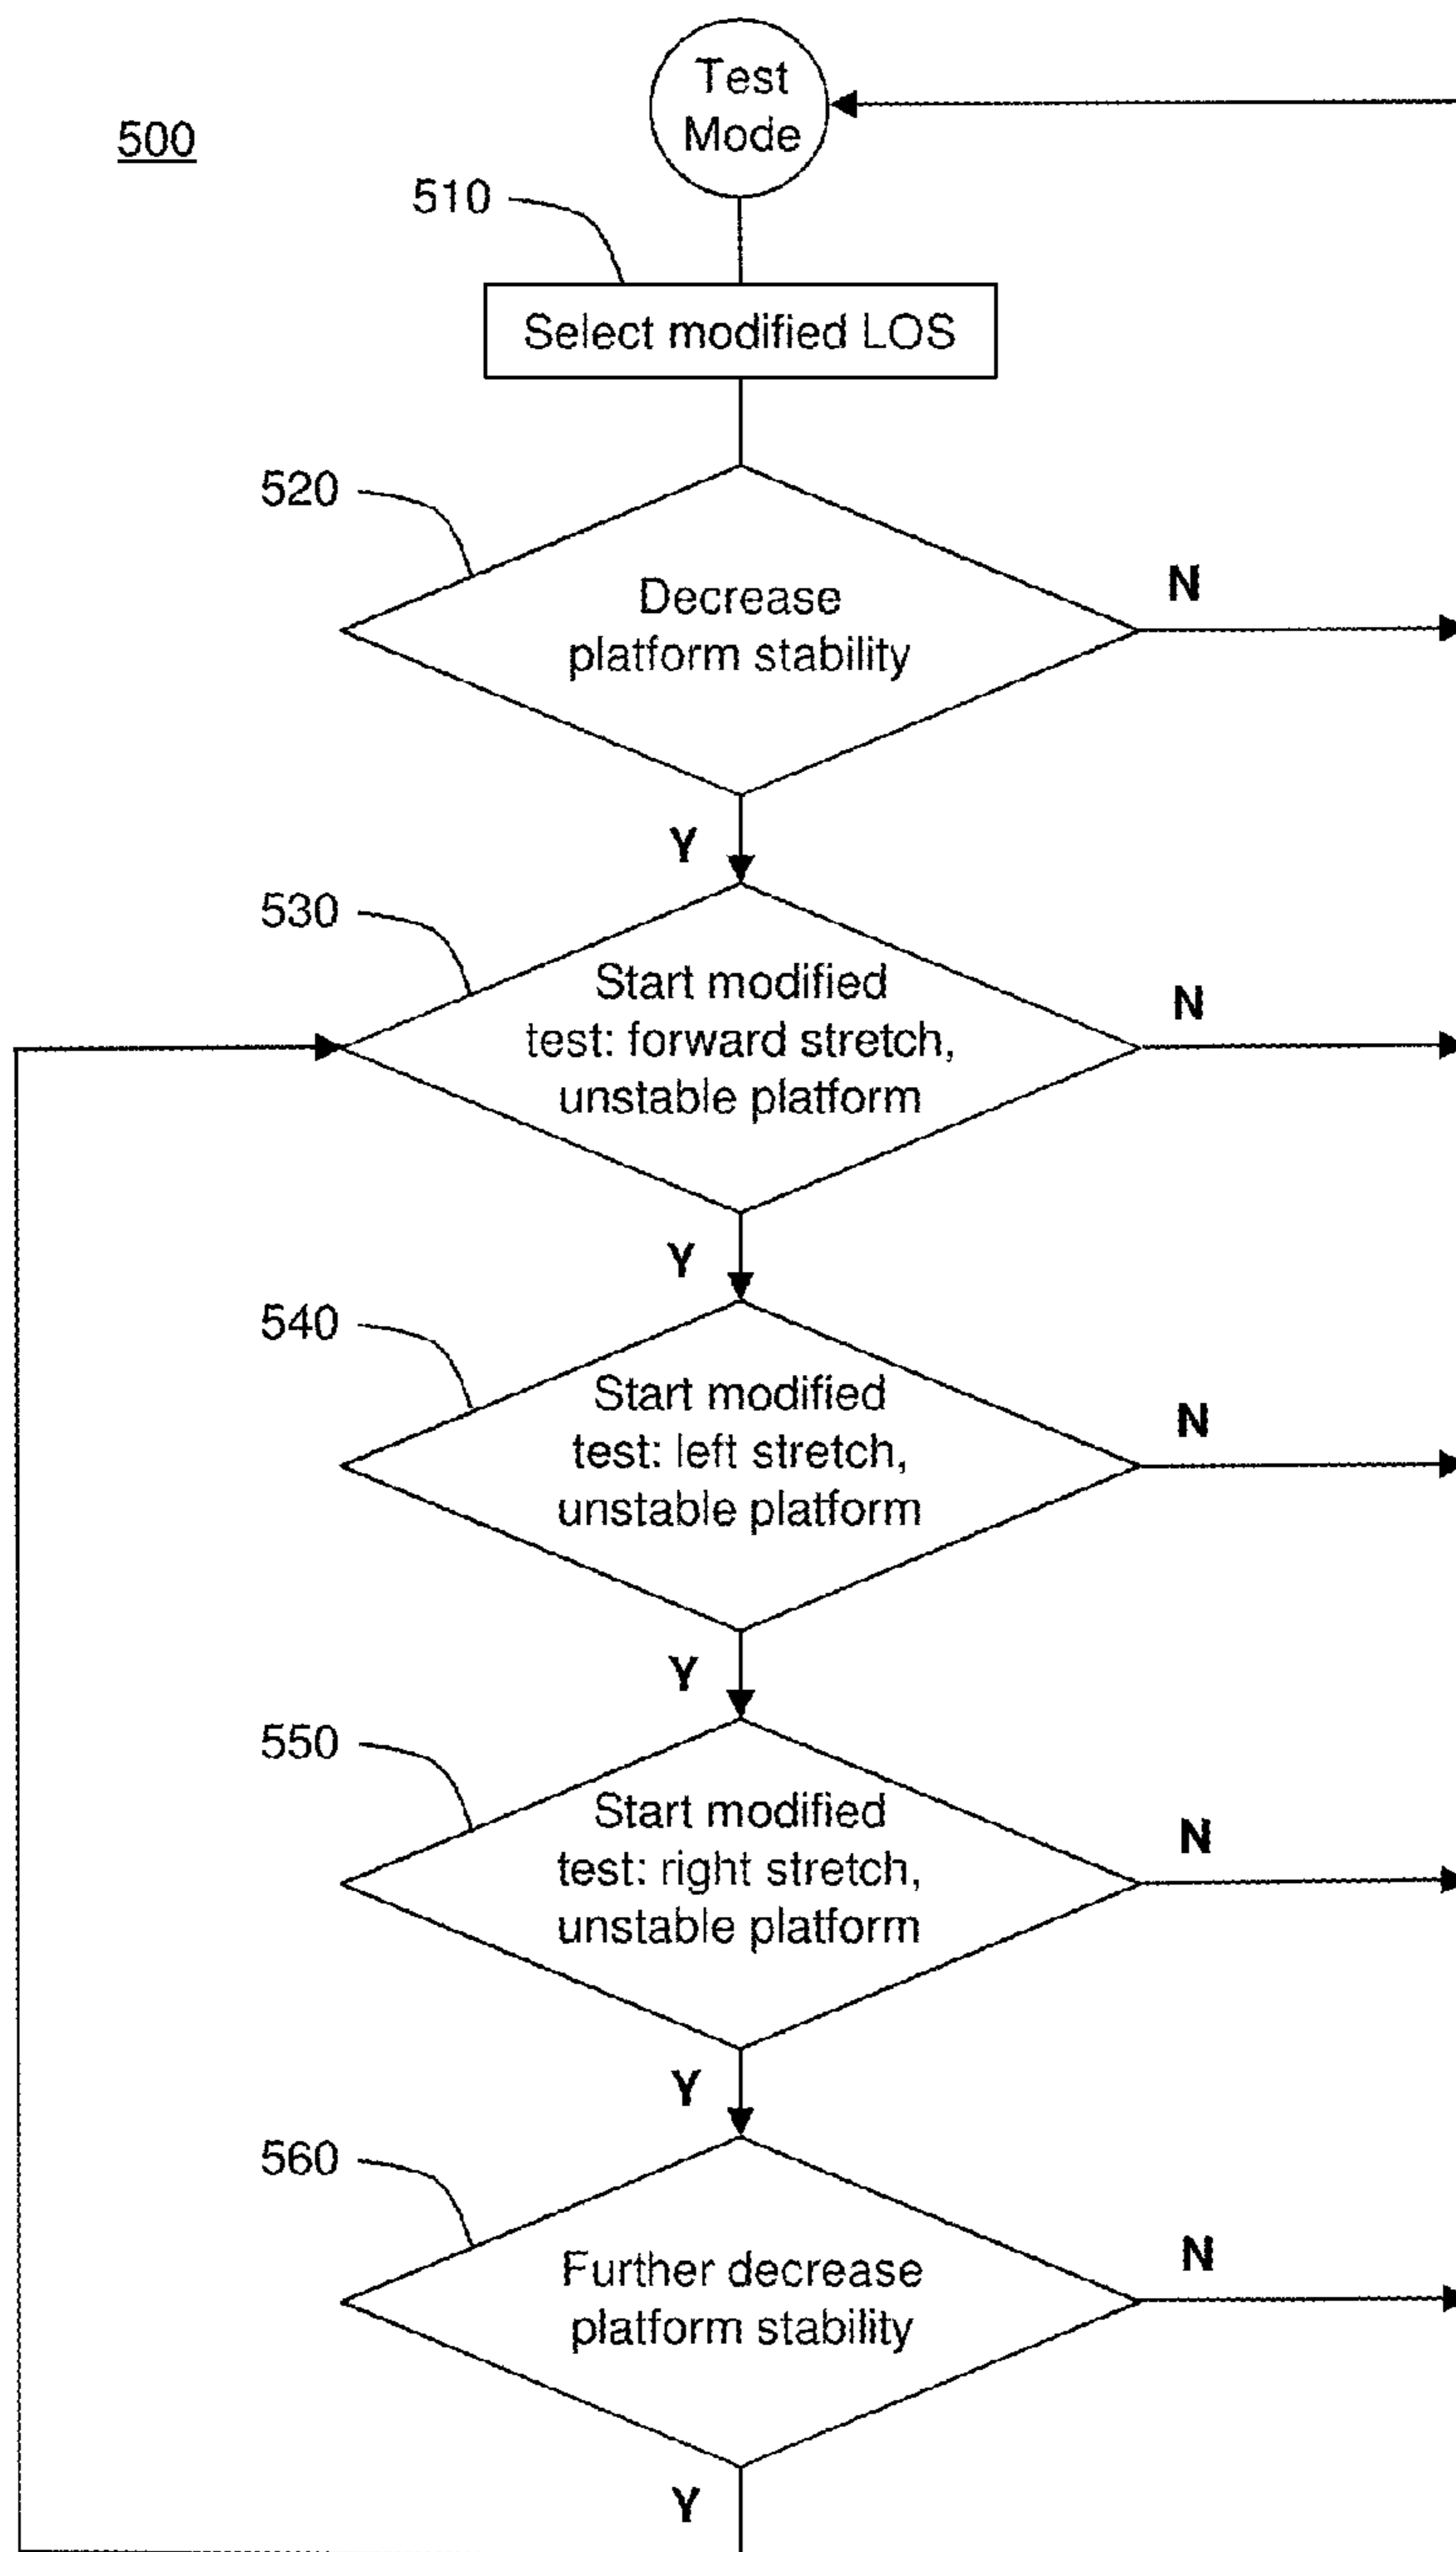 Test
Mode
500
510
Select modified LOS
520
Decrease
platform stability
N
Y
530
Start modified
test: forward stretch,
unstable platform
N
Y
540
Start modified
test: left stretch,
unstable platform
N
Y
550
Start modified
test: right stretch,
unstable platform
N
Y
560
Further decrease
platform stability
N
Y